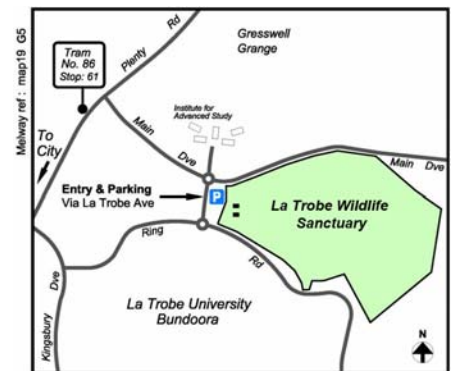 Melway ref : map19 G5
Tram
No. 86
Stop: 61
Plenty Rd
Gresswell
Grange
Institute for
Advanced Study
To
City
Main Dve
Main Dve
Entry & Parking
Via La Trobe Ave
P
La Trobe Wildlife
Sanctuary
Ring Rd
Kingsbury Dve
La Trobe University
Bundoora
N